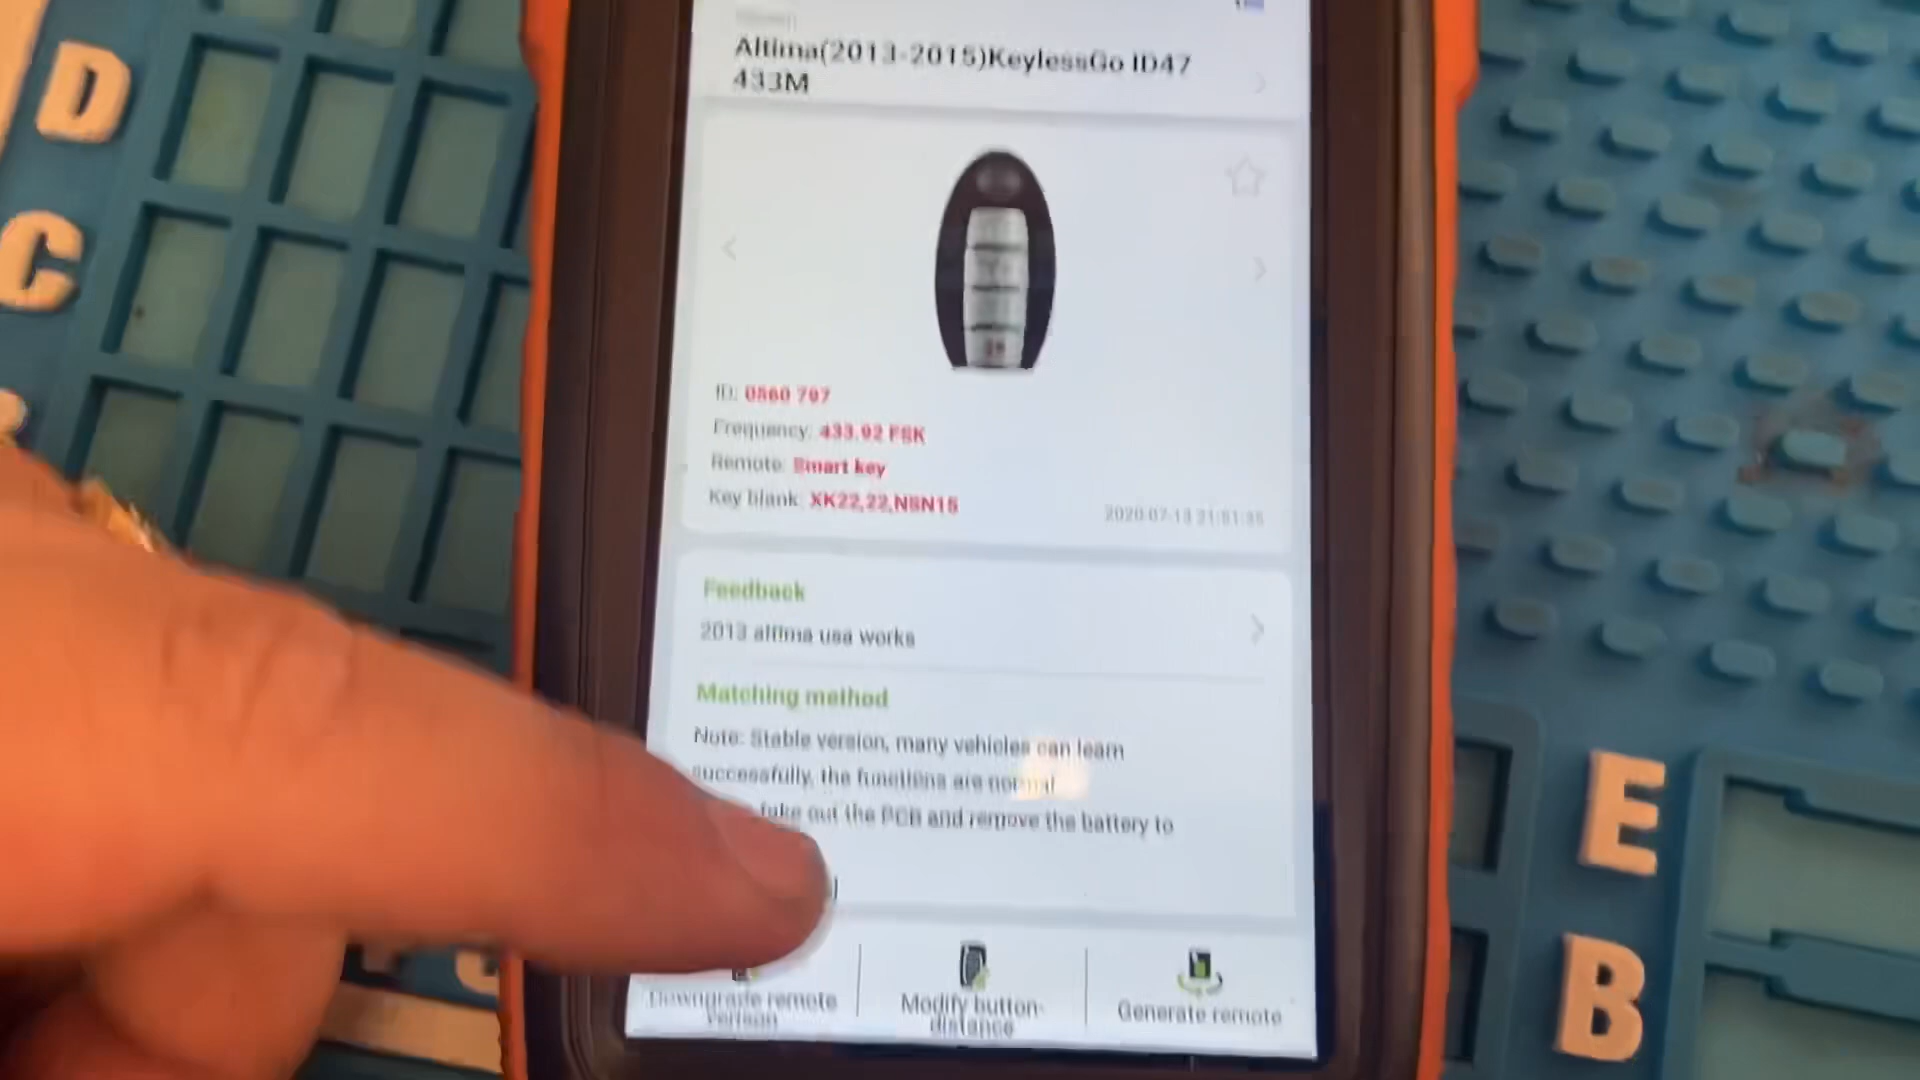 D
C
Altima(2013-2015)KeylessGo ID47
433M
ID: 0560 797
Frequency: 433.92 FSK
Remote: Smart key
Key blank: XK22,22,NSN15
2020-07-13 21:51:35
Feedback
2013 altima usa works
Matching method
Note: Stable version, many vehicles can learn
successfully, the functions are normal
take out the PCB and remove the battery to
Downgrade remote
verison
Modify button-
distance
Generate remote
E
B